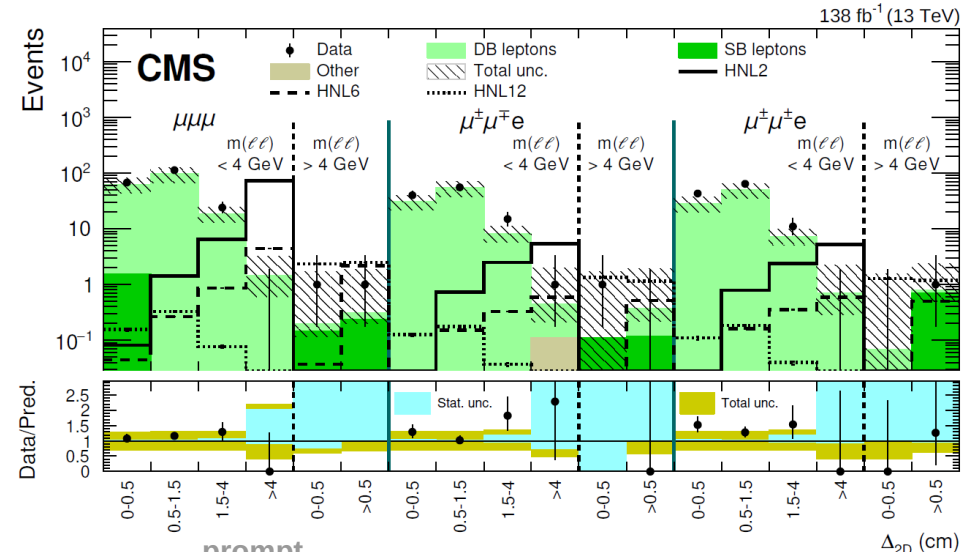 138 fb⁻¹ (13 TeV)
Events
CMS
Data
DB leptons
SB leptons
Other
Total unc.
HNL2
HNL6
HNL12
μμμ
μ±μ∓e
μ±μ±e
m(ℓℓ) < 4 GeV
m(ℓℓ) > 4 GeV
m(ℓℓ) < 4 GeV
m(ℓℓ) > 4 GeV
m(ℓℓ) < 4 GeV
m(ℓℓ) > 4 GeV
10⁴
10³
10²
10
1
10⁻¹
Data/Pred.
Stat. unc.
Total unc.
2.5
2
1.5
1
0.5
0
0-0.5
0.5-1.5
1.5-4
>4
0-0.5
>0.5
0-0.5
0.5-1.5
1.5-4
>4
0-0.5
>0.5
0-0.5
0.5-1.5
1.5-4
>4
0-0.5
>0.5
prompt
Δ2D (cm)